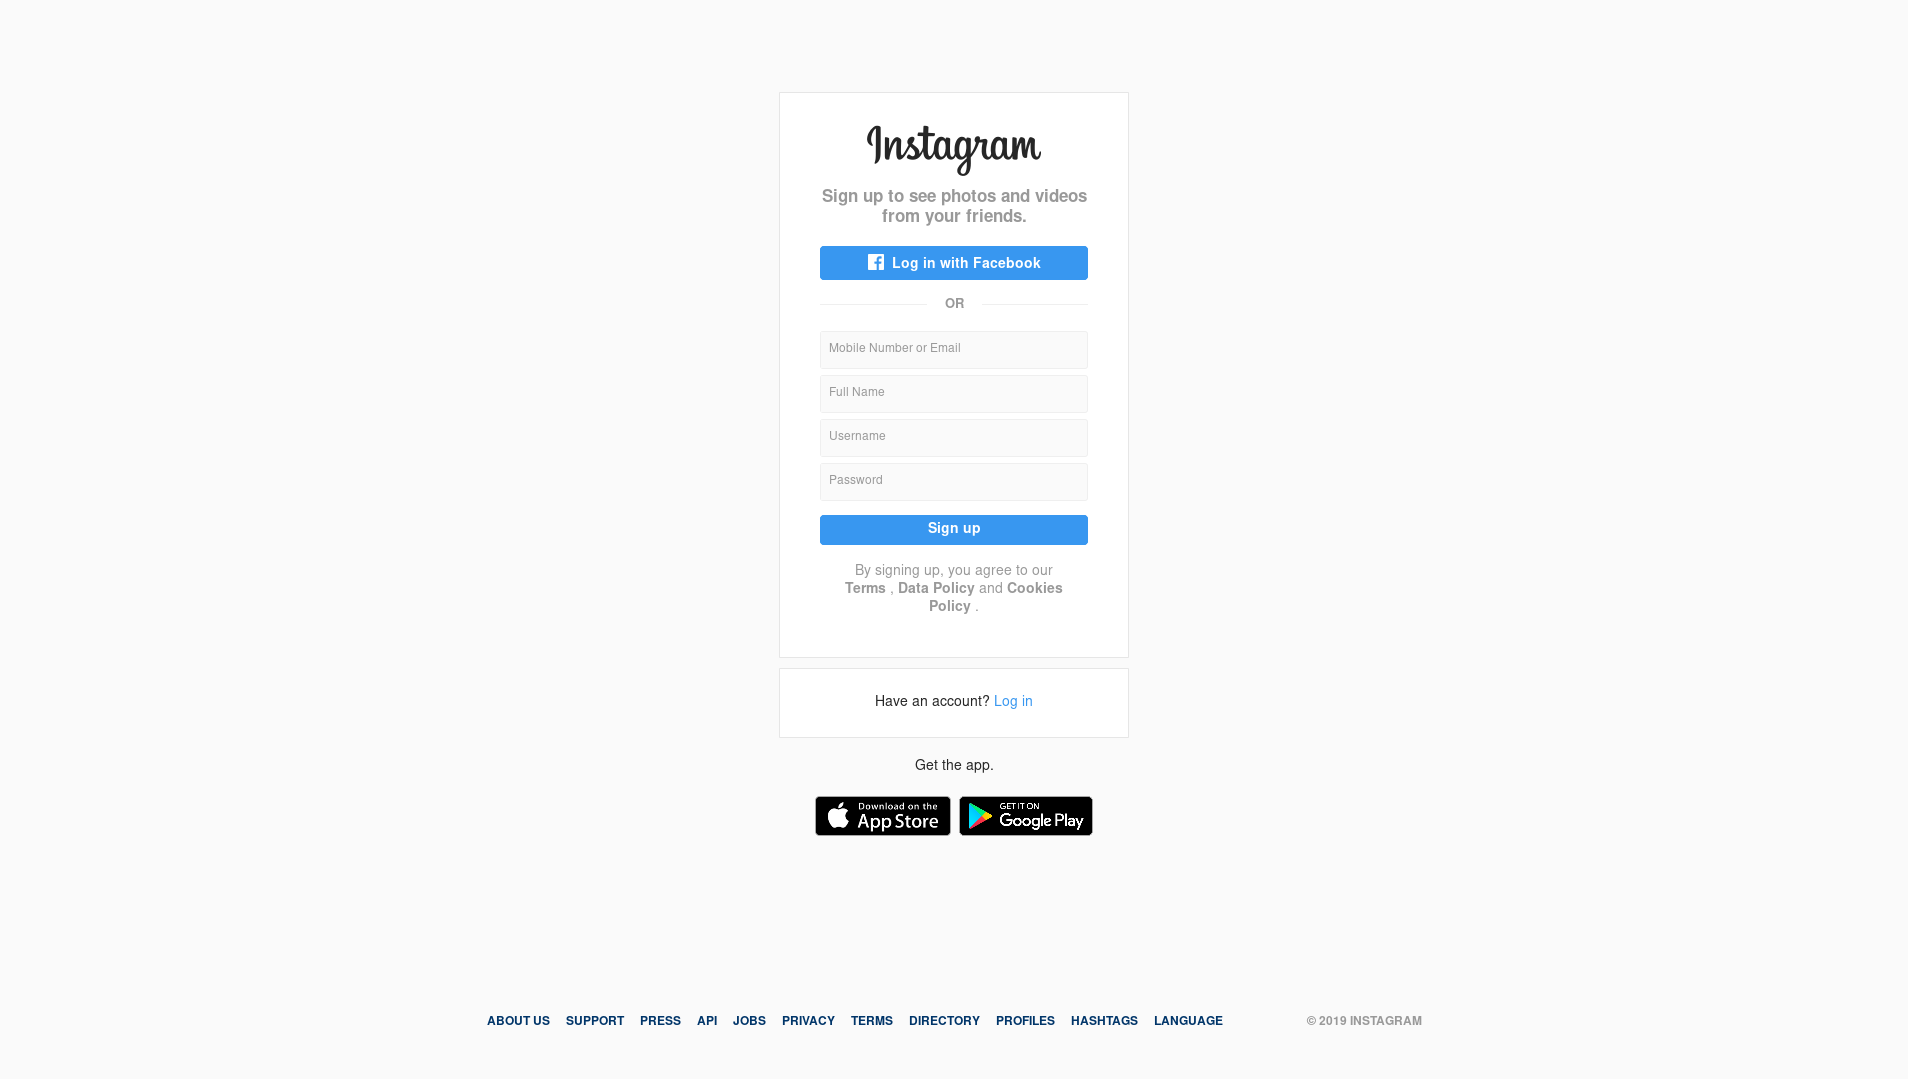 Instagram
Sign up to see photos and videos
from your friends.
Log in with Facebook
OR
Mobile Number or Email
Full Name
Username
Password
Sign up
By signing up, you agree to our
Terms , Data Policy and Cookies
Policy .
Have an account? Log in
Get the app.
Download on the
App Store
GET IT ON
Google Play
ABOUT US SUPPORT PRESS API JOBS PRIVACY TERMS DIRECTORY PROFILES HASHTAGS LANGUAGE © 2019 INSTAGRAM